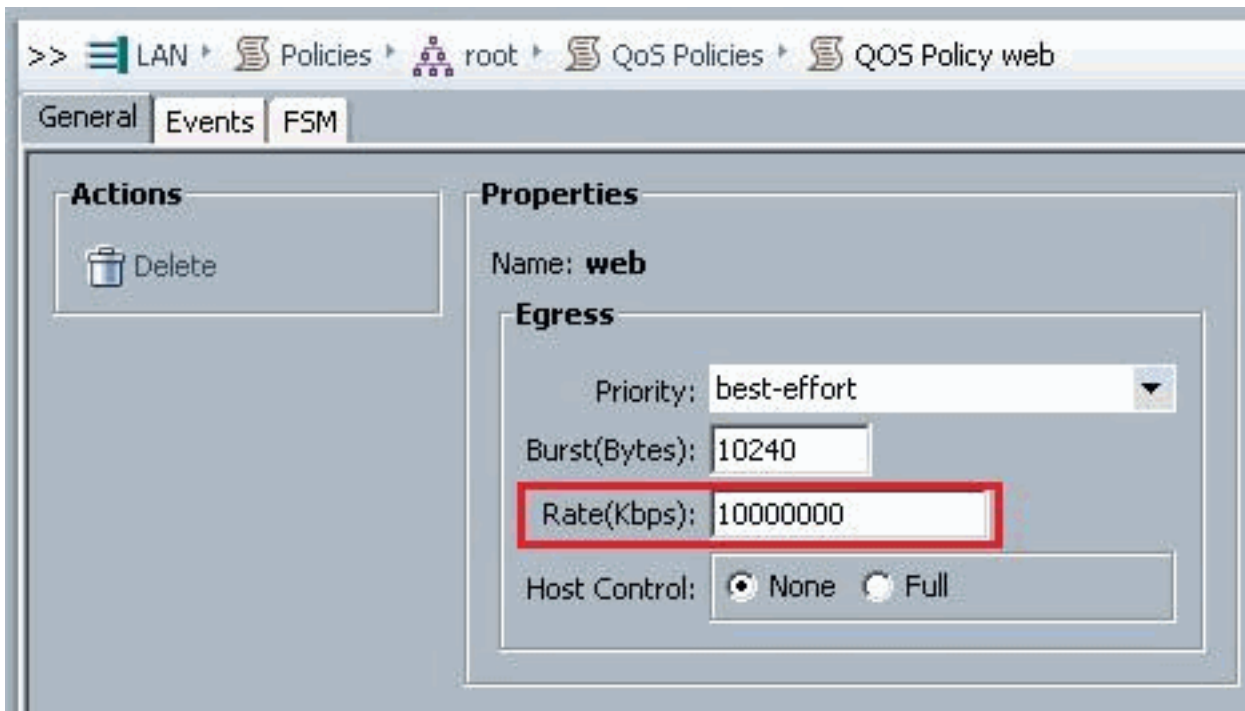 >> LAN Policies root QoS Policies QOS Policy web
General Events FSM
Actions
Delete
Properties
Name: web
Egress
Priority: best-effort
Burst(Bytes): 10240
Rate(Kbps): 10000000
Host Control: None Full